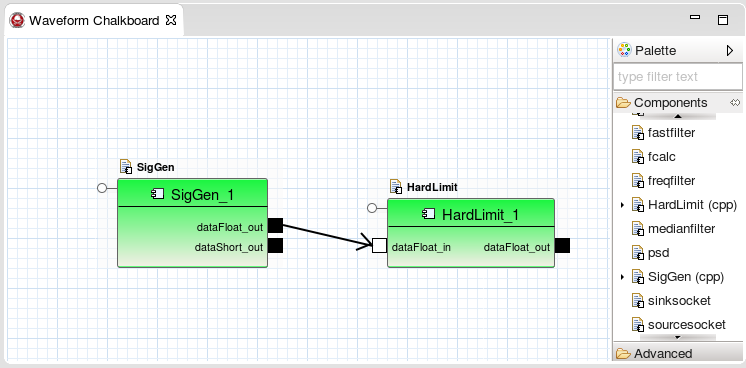 Waveform Chalkboard
Palette
type filter text
Components
fastfilter
fcalc
freqfilter
HardLimit (cpp)
medianfilter
psd
SigGen (cpp)
sinksocket
sourcesocket
Advanced
SigGen
SigGen_1
dataFloat_out
dataShort_out
HardLimit
HardLimit_1
dataFloat_in dataFloat_out